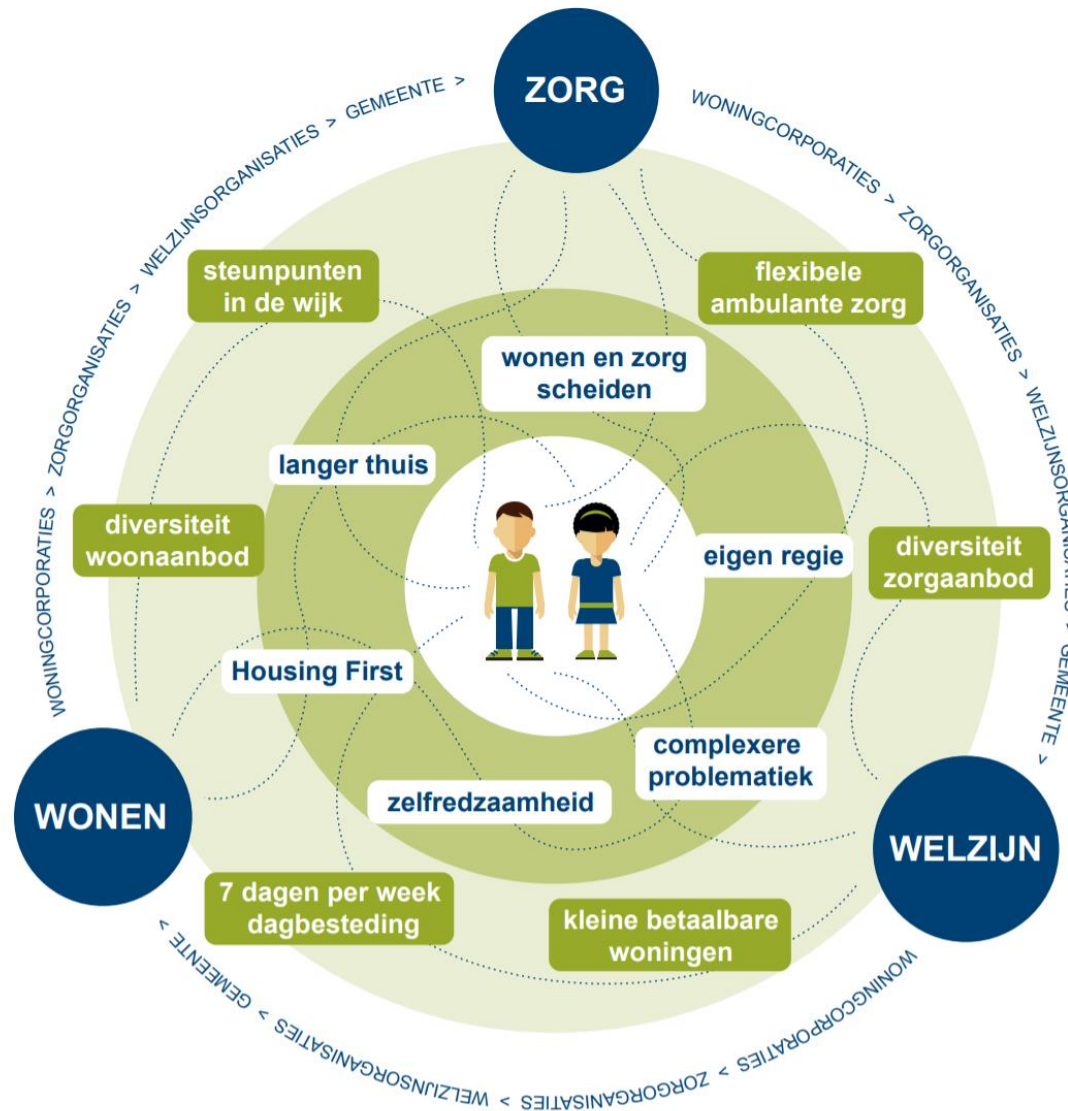 ZORG
WONINGCORPORATIES > ZORGORGANISATIES > WELZIJNSORGANISATIES > GEMEENTE >
WONINGCORPORATIES > ZORGORGANISATIES > WELZIJNSORGANISATIES > GEMEENTE >
steunpunten
in de wijk
flexibele
ambulante zorg
wonen en zorg
scheiden
langer thuis
diversiteit
woonaanbod
eigen regie
diversiteit
zorgaanbod
Housing First
complexere
problematiek
zelfredzaamheid
WONEN
WELZIJN
7 dagen per week
dagbesteding
kleine betaalbare
woningen
WONINGCORPORATIES > ZORGORGANISATIES > WELZIJNSORGANISATIES > GEMEENTE >